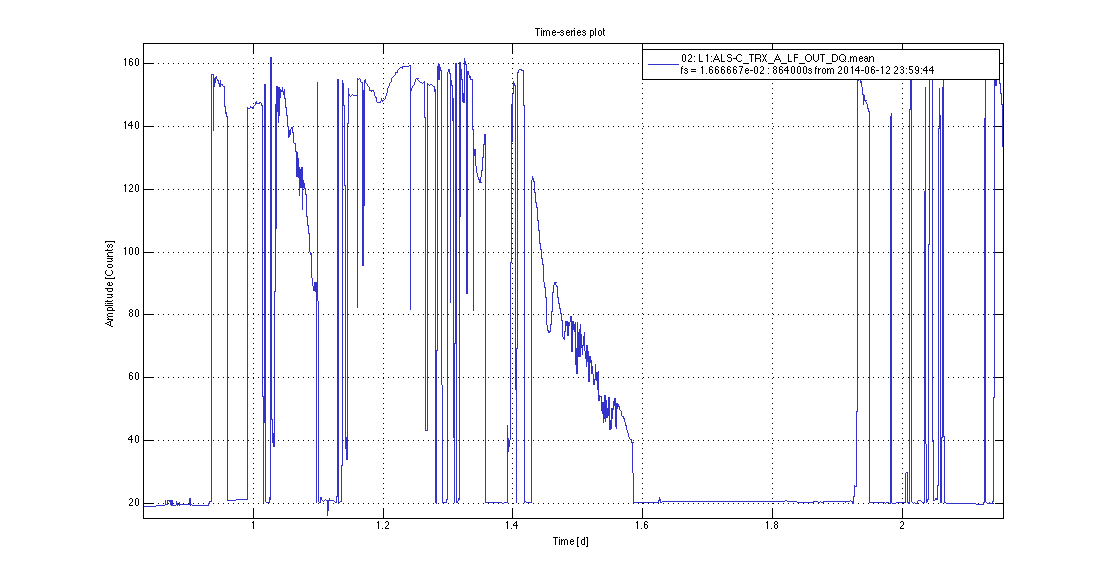 Time-series plot
02: L1:ALS-C_TRX_A_LF_OUT_DQ.mean
fs = 1.666667e-02 : 864000s from 2014-06-12 23:59:44
160
140
120
100
80
60
40
20
Amplitude [Counts]
1
1.2
1.4
1.6
1.8
2
Time [d]